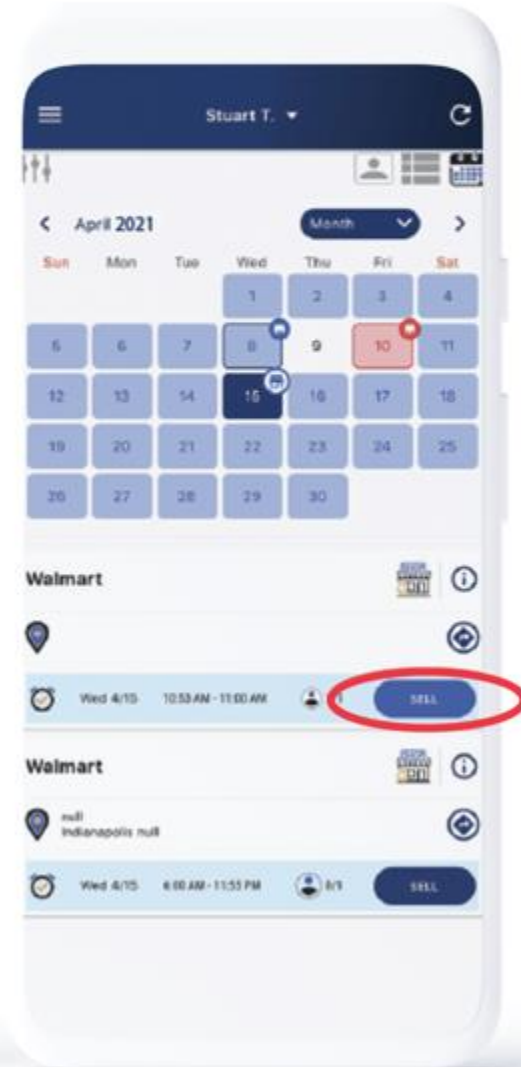 Stuart T.
April 2021 Month
Sun Mon Tue Wed Thu Fri Sat
1 2 3 4
5 6 7 8 9 10 11
12 13 14 15 16 17 18
19 20 21 22 23 24 25
26 27 28 29 30
Walmart
Wed 4/15 10:53 AM - 11:00 AM SELL
Walmart
null
Indianapolis null
Wed 4/15 6:00 AM - 11:55 PM 0/1 SELL